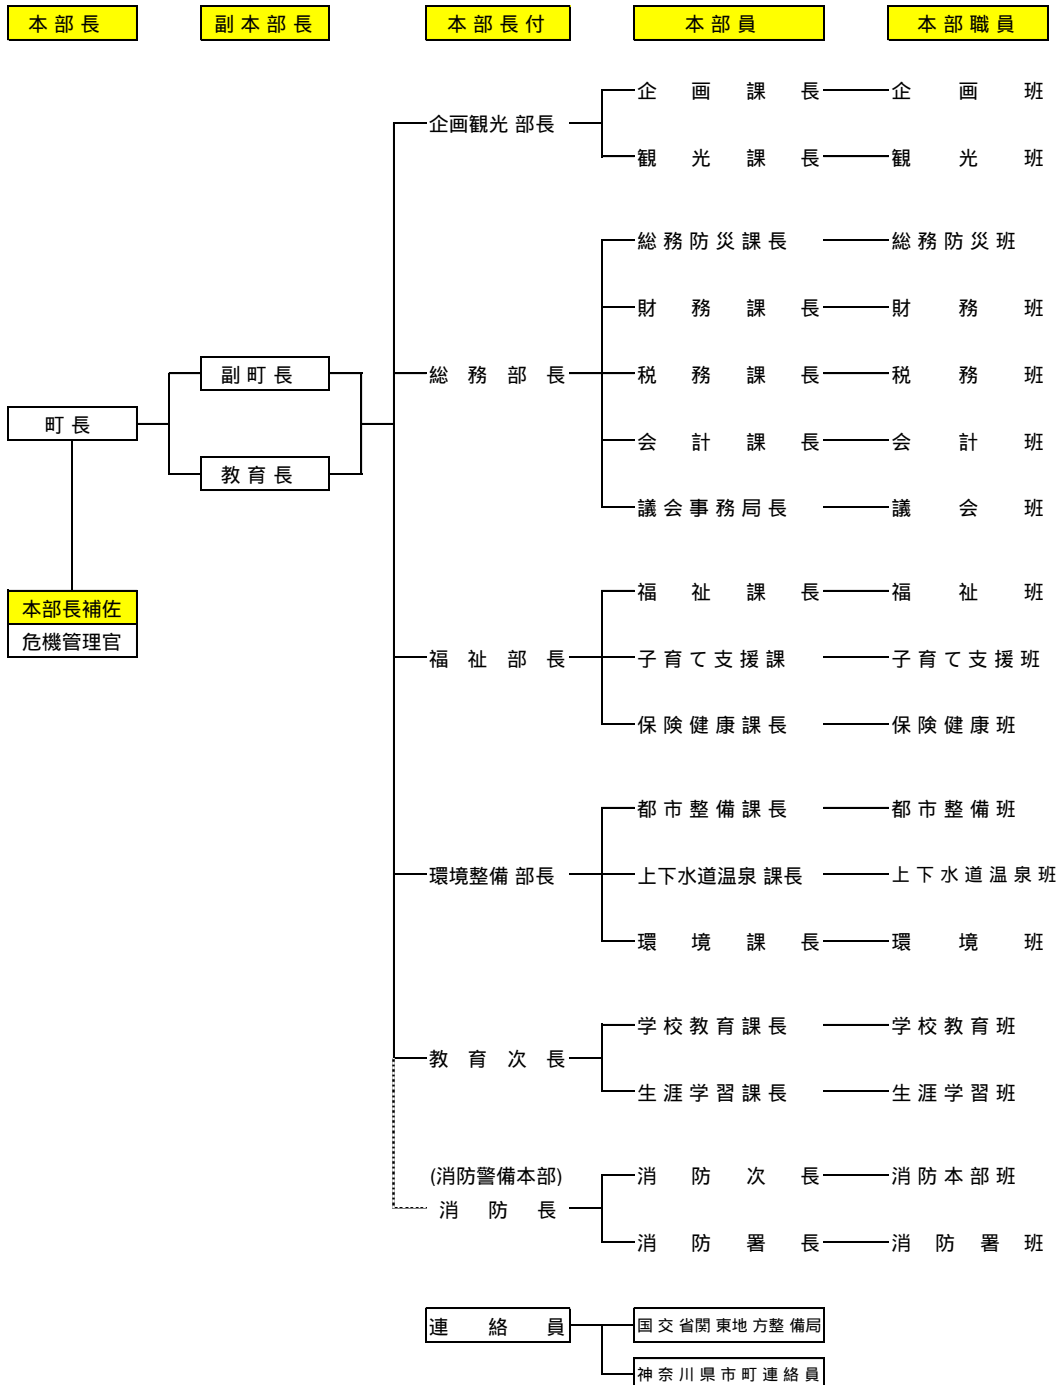 本部長 副本部長 本部長付 本部員 本部職員
企画課長 企画班
企画観光部長
観光課長 観光班
総務防災課長 総務防災班
財務課長 財務班
副町長 総務部長 税務課長 税務班
町長
会計課長 会計班
教育長
議会事務局長 議会班
本部長補佐 福祉課長 福祉班
危機管理官
福祉部長 子育て支援課 子育て支援班
保険健康課長 保険健康班
都市整備課長 都市整備班
環境整備部長 上下水道温泉課長 上下水道温泉班
環境課長 環境班
学校教育課長 学校教育班
教育次長
生涯学習課長 生涯学習班
(消防警備本部) 消防次長 消防本部班
消防長
消防署長 消防署班
連絡員 国交省関東地方整備局
神奈川県市町連絡員